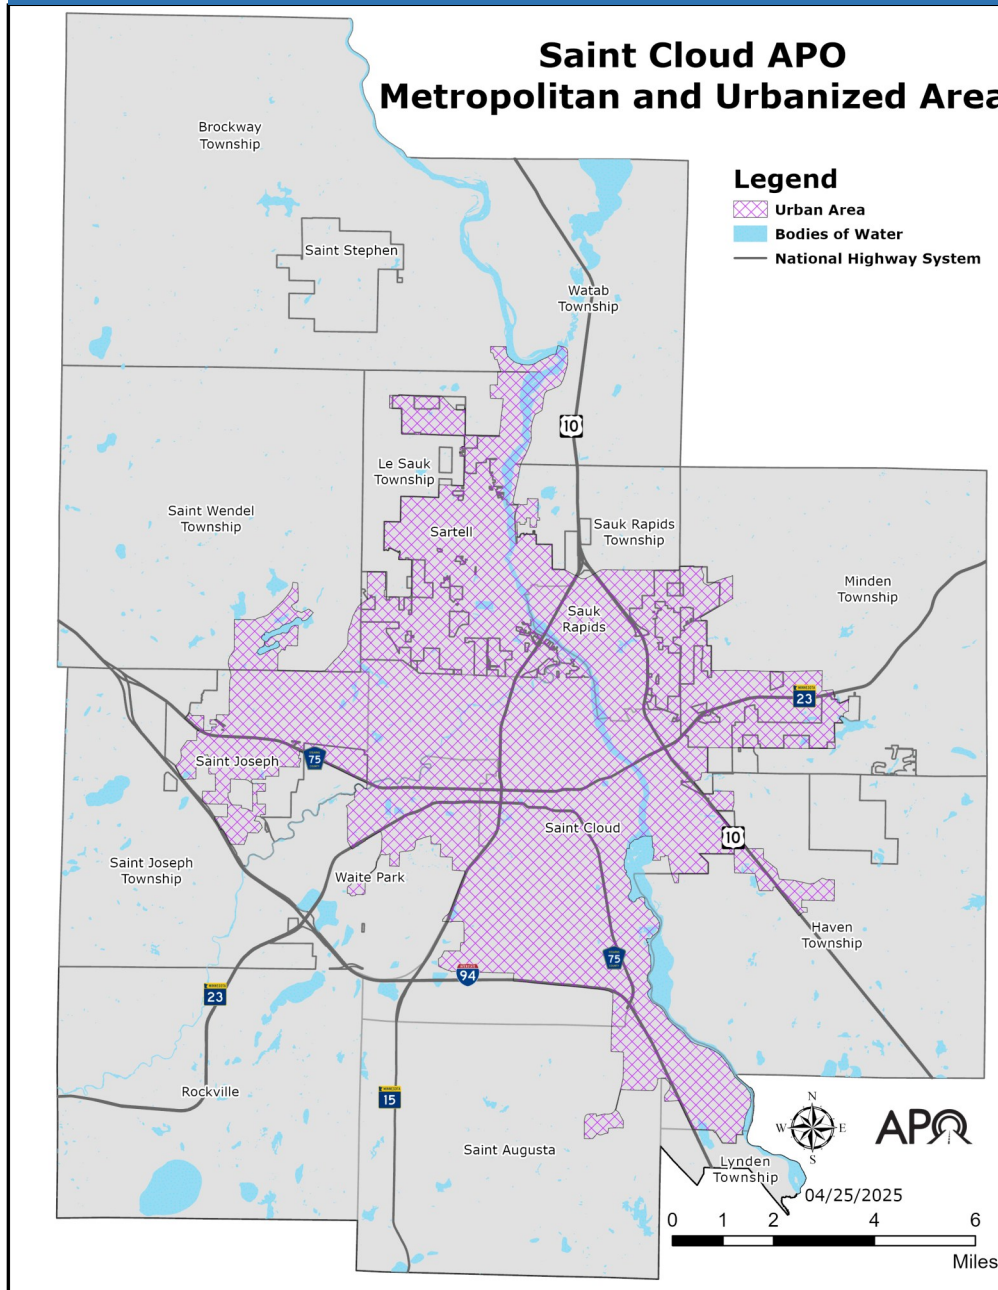 Saint Cloud APO
Metropolitan and Urbanized Area
Brockway
Township
Legend
Urban Area
Bodies of Water
National Highway System
Saint Stephen
Watab
Township
10
Le Sauk
Township
Saint Wendel
Township
Sartell
Sauk Rapids
Township
Minden
Township
Sauk
Rapids
MINNESOTA
23
Saint Joseph
75
Saint Cloud
10
Saint Joseph
Township
Waite Park
Haven
Township
75
94
MINNESOTA
23
Rockville
MINNESOTA
15
N
W E
S
APO
Saint Augusta
Lynden
Township
04/25/2025
0 1 2 4 6
Miles